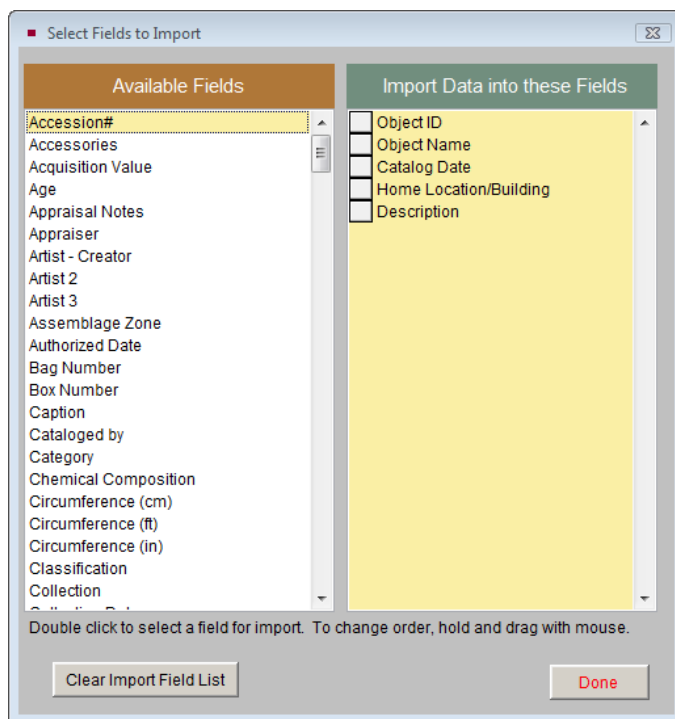 Select Fields to Import
Available Fields
Accession#
Accessories
Acquisition Value
Age
Appraisal Notes
Appraiser
Artist - Creator
Artist 2
Artist 3
Assemblage Zone
Authorized Date
Bag Number
Box Number
Caption
Cataloged by
Category
Chemical Composition
Circumference (cm)
Circumference (ft)
Circumference (in)
Classification
Collection
Import Data into these Fields
Object ID
Object Name
Catalog Date
Home Location/Building
Description
Double click to select a field for import. To change order, hold and drag with mouse.
Clear Import Field List
Done